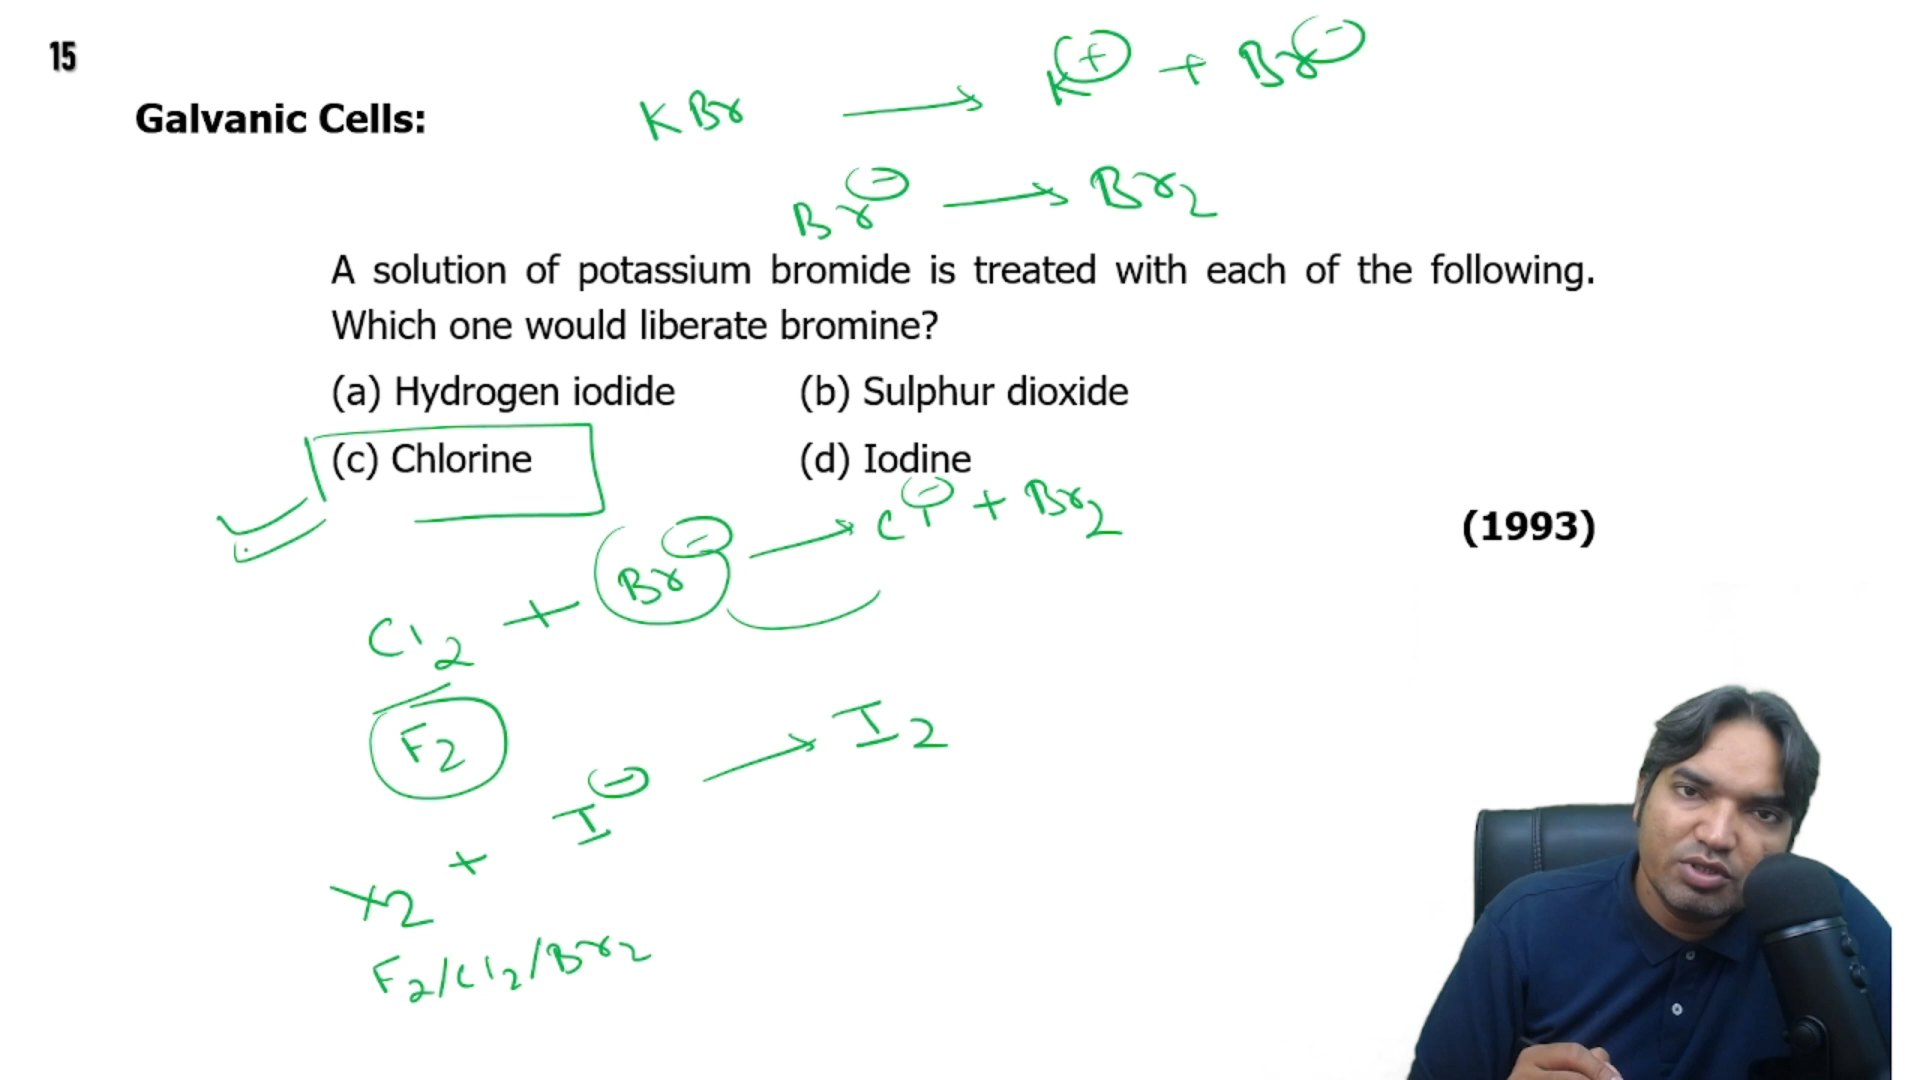 15
KBr → K⊕ + Br⊖
Galvanic Cells:
Br⊖ → Br2
A solution of potassium bromide is treated with each of the following.
Which one would liberate bromine?
(a) Hydrogen iodide (b) Sulphur dioxide
(c) Chlorine (d) Iodine
(1993)
Cl2 + Br⊖ → Cl⊖ + Br2
F2
X2 + I⊖ → I2
F2/Cl2/Br2